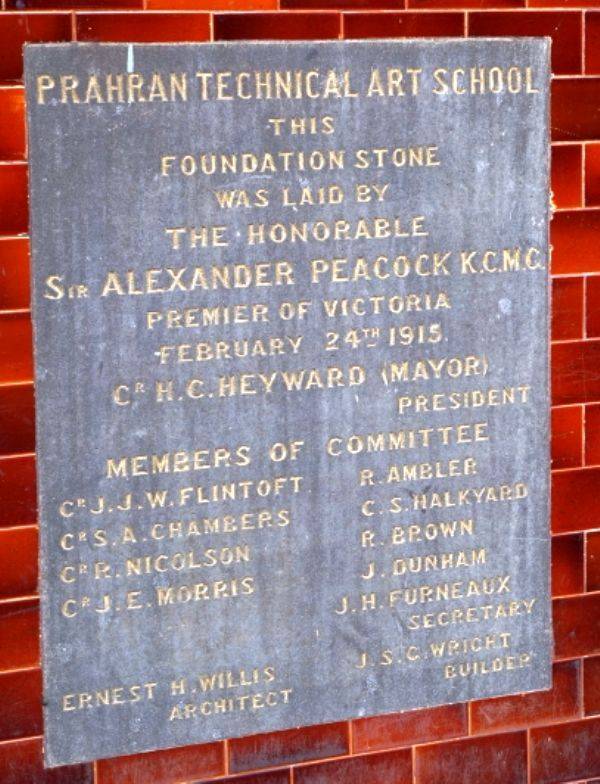 PRAHRAN TECHNICAL ART SCHOOL
THIS
FOUNDATION STONE
WAS LAID BY
THE HONORABLE
SIR ALEXANDER PEACOCK K.C.M.G.
PREMIER OF VICTORIA
FEBRUARY 24TH 1915.
CR H.C. HEYWARD (MAYOR)
PRESIDENT
MEMBERS OF COMMITTEE
CR J.J.W. FLINTOFT
CR S.A. CHAMBERS
CR R. NICOLSON
CR J.E. MORRIS
R. AMBLER
C.S. HALKYARD
R. BROWN
J. DUNHAM
J.H. FURNEAUX
SECRETARY
ERNEST H. WILLIS
ARCHITECT
J.S.G. WRIGHT
BUILDER